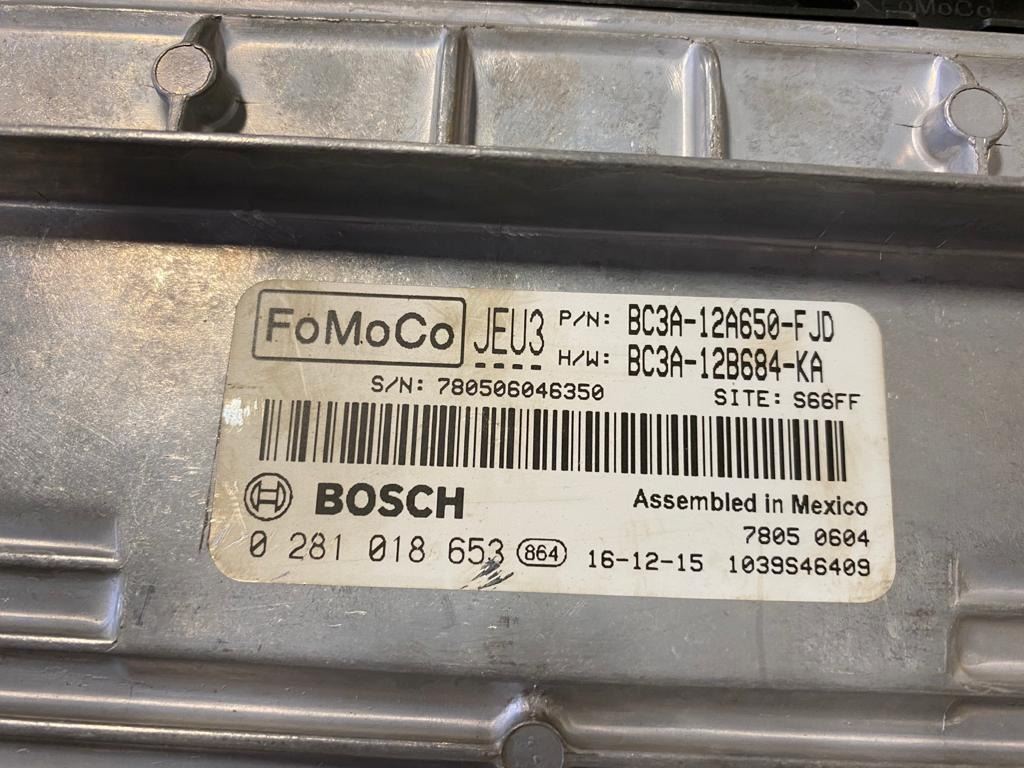 FoMoCo
FoMoCo JEU3 P/N: BC3A-12A650-FJD
H/W: BC3A-12B684-KA
S/N: 780506046350 SITE: S66FF
BOSCH Assembled in Mexico
7805 0604
0 281 018 653 864 16-12-15 1039S46409